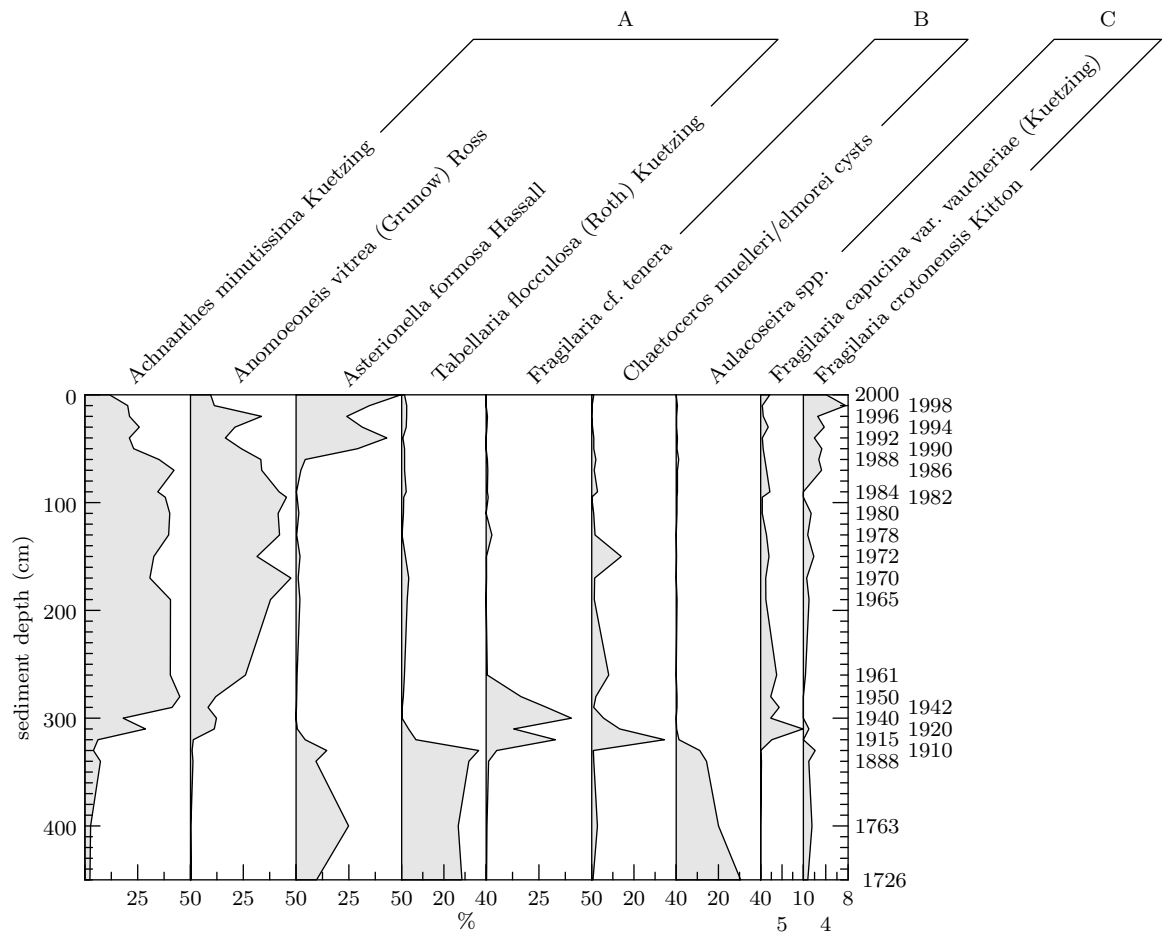 A B C
Achnanthes minutissima Kuetzing
Anomoeoneis vitrea (Grunow) Ross
Asterionella formosa Hassall
Tabellaria flocculosa (Roth) Kuetzing
Fragilaria cf. tenera
Chaetoceros muelleri/elmorei cysts
Aulacoseira spp.
Fragilaria capucina var. vaucheriae (Kuetzing)
Fragilaria crotonensis Kitton
sediment depth (cm)
0
100
200
300
400
2000
1998
1996
1994
1992
1990
1988
1986
1984
1982
1980
1978
1972
1970
1965
1961
1950
1942
1940
1920
1915
1910
1888
1763
1726
25 50 25 50 25 50 20 40 25 50 20 40 20 40 10 8
5 4
%